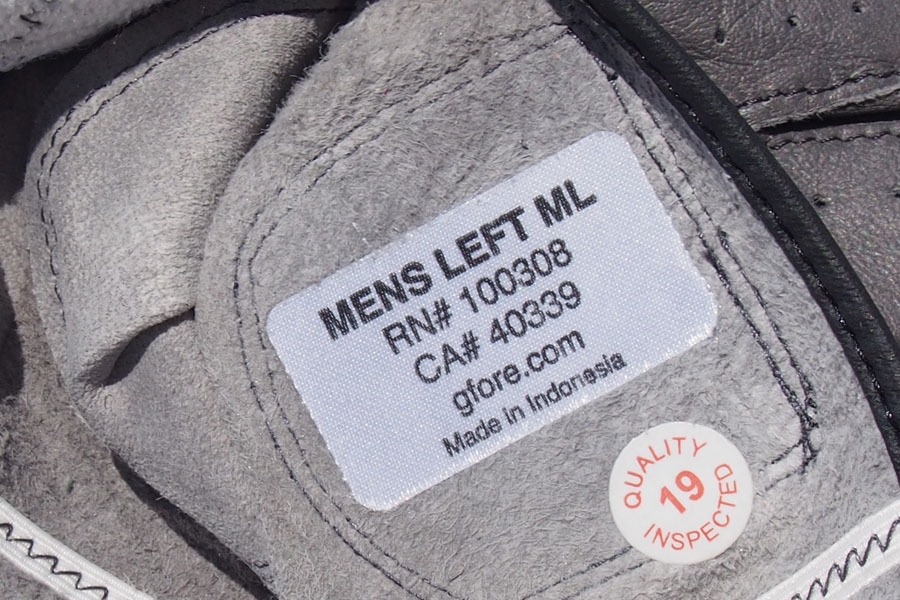 MENS LEFT ML
RN# 100308
CA# 40339
gfore.com
Made in Indonesia
QUALITY
19
INSPECTED